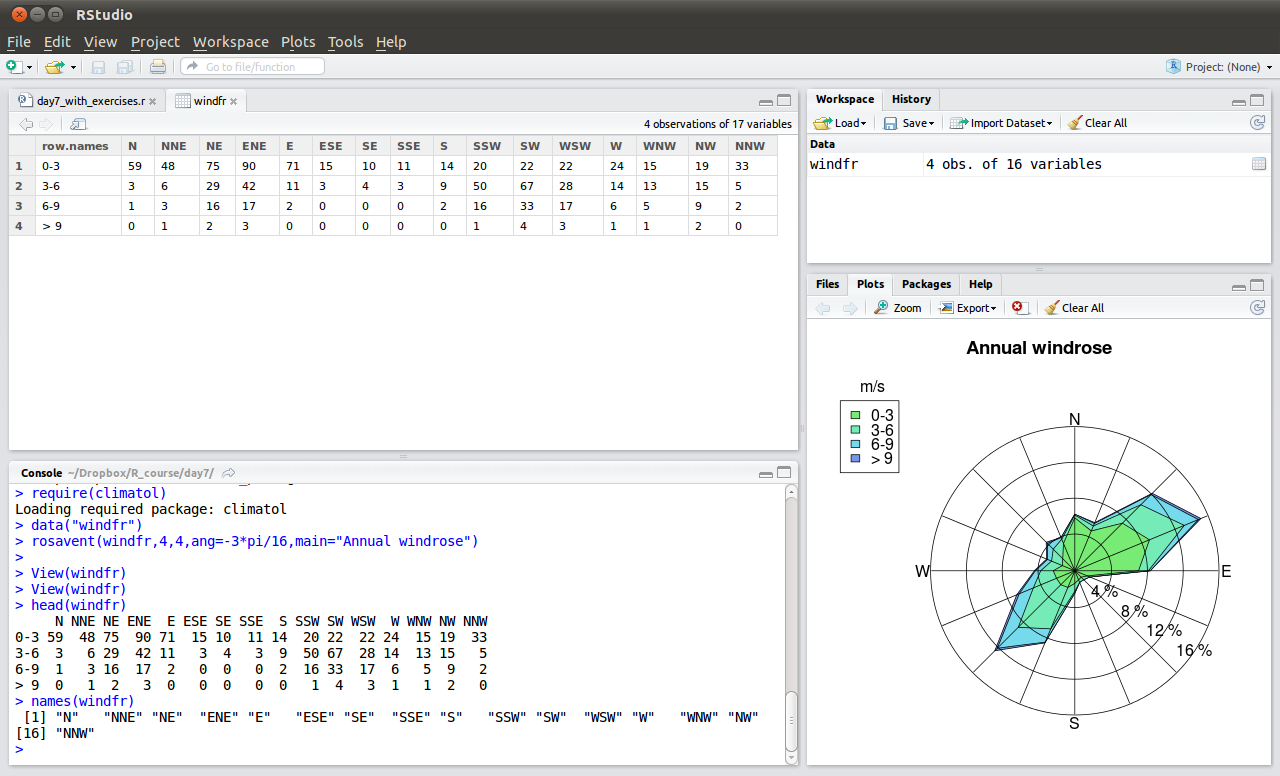 RStudio
File Edit View Project Workspace Plots Tools Help
Go to file/function
Project: (None)
day7_with_exercises.r
windfr
4 observations of 17 variables
row.names N NNE NE ENE E ESE SE SSE S SSW SW WSW W WNW NW NNW
1 0-3 59 48 75 90 71 15 10 11 14 20 22 22 24 15 19 33
2 3-6 3 6 29 42 11 3 4 3 9 50 67 28 14 13 15 5
3 6-9 1 3 16 17 2 0 0 0 2 16 33 17 6 5 9 2
4 > 9 0 1 2 3 0 0 0 0 0 1 4 3 1 1 2 0
Console ~/Dropbox/R_course/day7/
> require(climatol)
Loading required package: climatol
> data("windfr")
> rosavent(windfr,4,4,ang=-3*pi/16,main="Annual windrose")
>
> View(windfr)
> View(windfr)
> head(windfr)
N NNE NE ENE E ESE SE SSE S SSW SW WSW W WNW NW NNW
0-3 59 48 75 90 71 15 10 11 14 20 22 22 24 15 19 33
3-6 3 6 29 42 11 3 4 3 9 50 67 28 14 13 15 5
6-9 1 3 16 17 2 0 0 0 2 16 33 17 6 5 9 2
> 9 0 1 2 3 0 0 0 0 0 1 4 3 1 1 2 0
> names(windfr)
[1] "N" "NNE" "NE" "ENE" "E" "ESE" "SE" "SSE" "S" "SSW" "SW" "WSW" "W" "WNW" "NW"
[16] "NNW"
>
Workspace History
Load Save Import Dataset Clear All
Data
windfr 4 obs. of 16 variables
Files Plots Packages Help
Zoom Export Clear All
Annual windrose
m/s
0-3
3-6
6-9
> 9
N
W
E
4 %
8 %
12 %
16 %
S